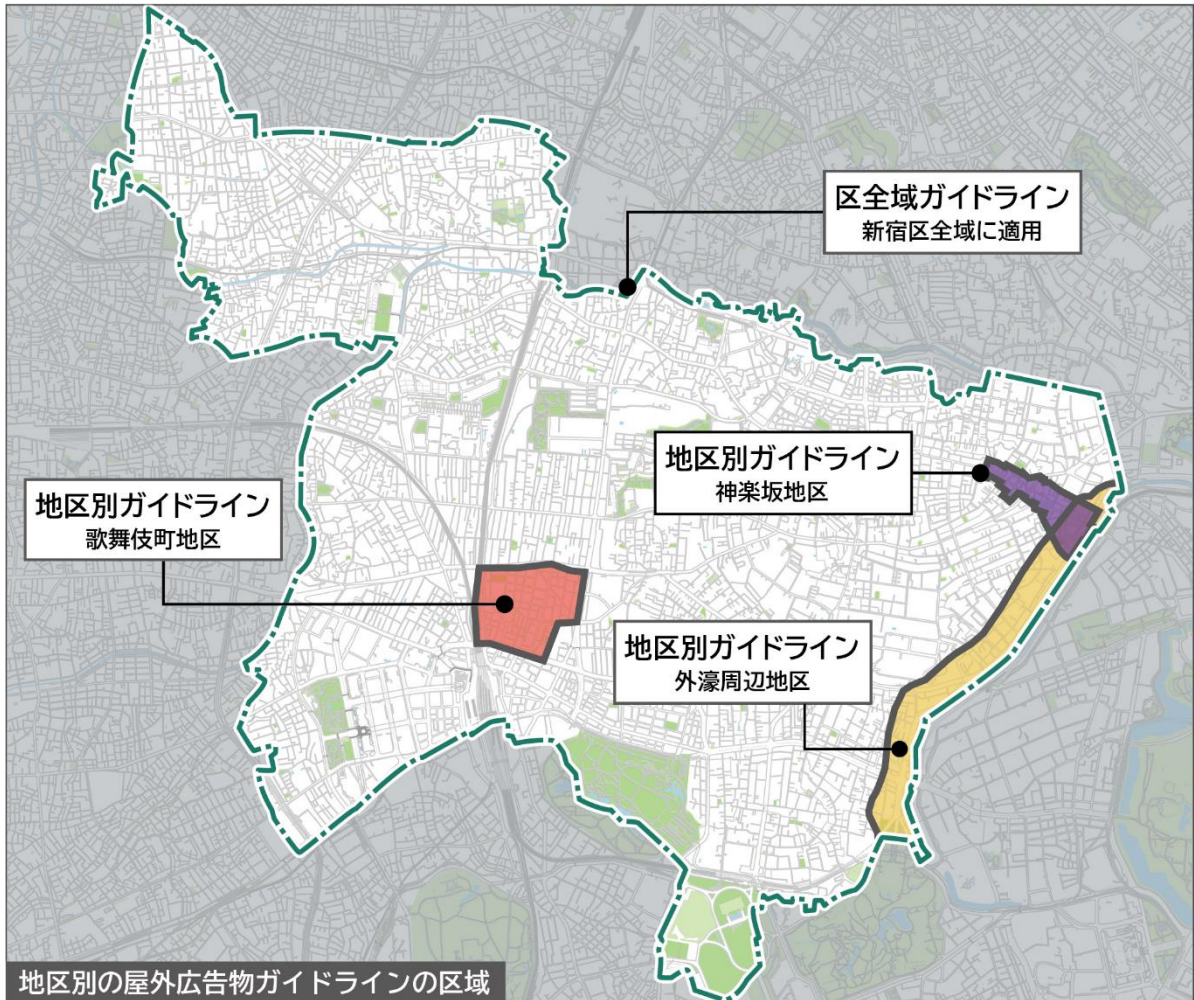 区全域ガイドライン
新宿区全域に適用
地区別ガイドライン
神楽坂地区
地区別ガイドライン
歌舞伎町地区
地区別ガイドライン
外濠周辺地区
地区別の屋外広告物ガイドラインの区域